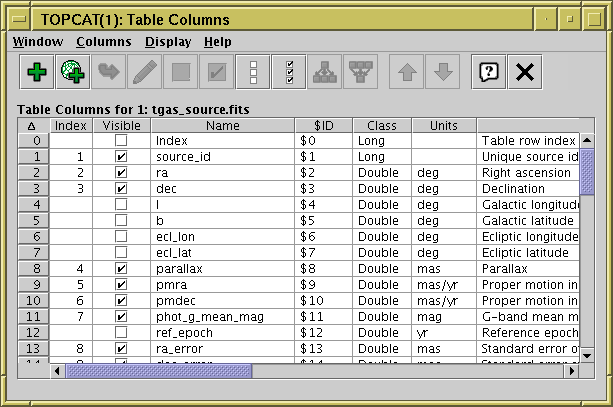 TOPCAT(1): Table Columns
Window Columns Display Help
Table Columns for 1: tgas_source.fits
Δ Index Visible Name $ID Class Units
0 Index $0 Long Table row index
1 1 source_id $1 Long Unique source id
2 2 ra $2 Double deg Right ascension
3 3 dec $3 Double deg Declination
4 l $4 Double deg Galactic longitude
5 b $5 Double deg Galactic latitude
6 ecl_lon $6 Double deg Ecliptic longitude
7 ecl_lat $7 Double deg Ecliptic latitude
8 4 parallax $8 Double mas Parallax
9 5 pmra $9 Double mas/yr Proper motion in
10 6 pmdec $10 Double mas/yr Proper motion in
11 7 phot_g_mean_mag $11 Double mag G-band mean m
12 ref_epoch $12 Double yr Reference epoch
13 8 ra_error $13 Double mas Standard error o
14 9 dec_error $14 Double mas Standard error